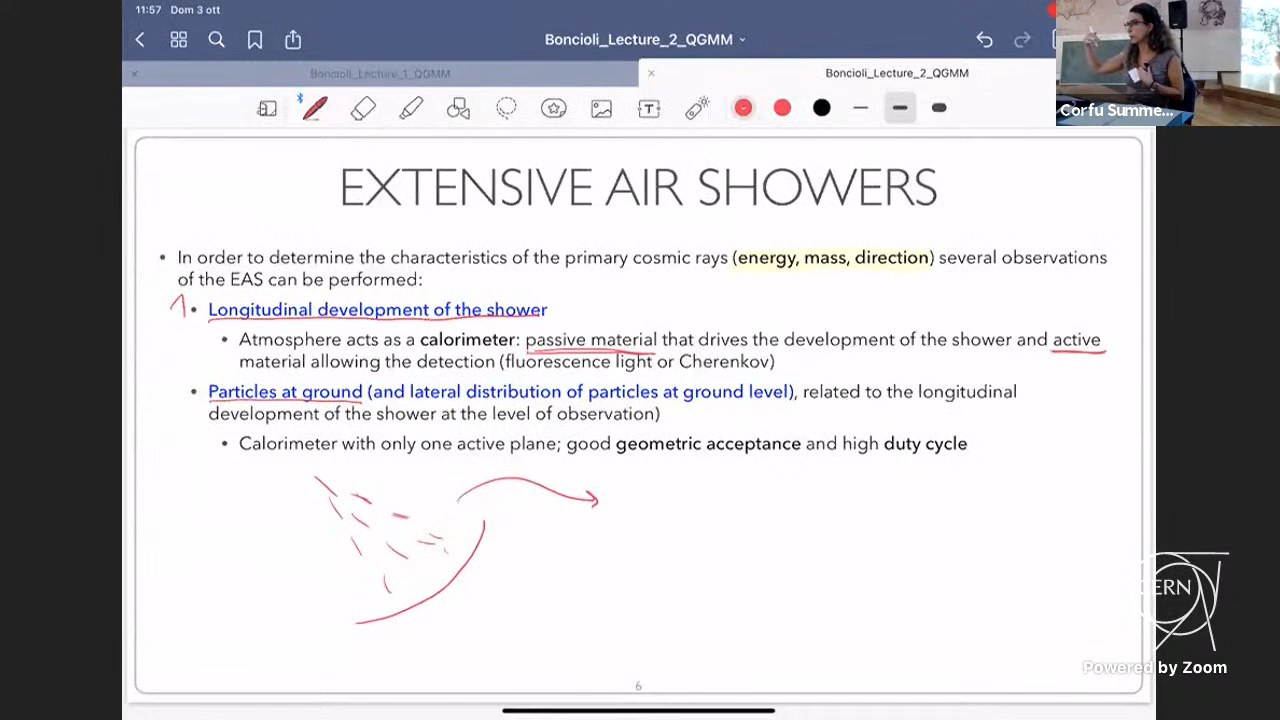 11:57 Dom 3 ott
Boncioli_Lecture_2_QGMM
Boncioli_Lecture_1_QGMM
Boncioli_Lecture_2_QGMM
Corfu Summe...
EXTENSIVE AIR SHOWERS
• In order to determine the characteristics of the primary cosmic rays (energy, mass, direction) several observations
of the EAS can be performed:
• Longitudinal development of the shower
• Atmosphere acts as a calorimeter: passive material that drives the development of the shower and active
material allowing the detection (fluorescence light or Cherenkov)
• Particles at ground (and lateral distribution of particles at ground level), related to the longitudinal
development of the shower at the level of observation)
• Calorimeter with only one active plane; good geometric acceptance and high duty cycle
CERN
Powered by Zoom
6